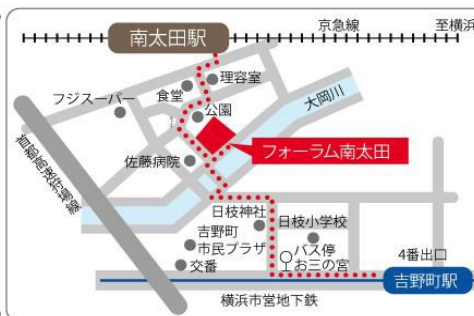 京急線
至横浜
南太田駅
理容室
食堂
フジスーパー
公園
大岡川
首都高速狩場線
佐藤病院
フォーラム南太田
日枝神社
日枝小学校
吉野町
市民プラザ
バス停
お三の宮
4番出口
交番
吉野町駅
横浜市営地下鉄